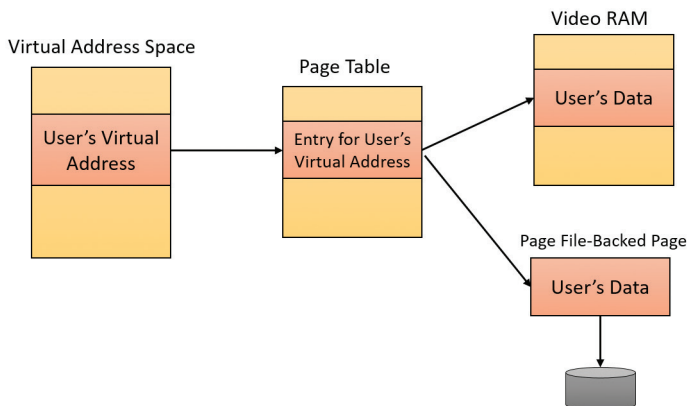 Virtual Address Space
User's Virtual
Address
Page Table
Entry for User's
Virtual Address
Video RAM
User's Data
Page File-Backed Page
User's Data